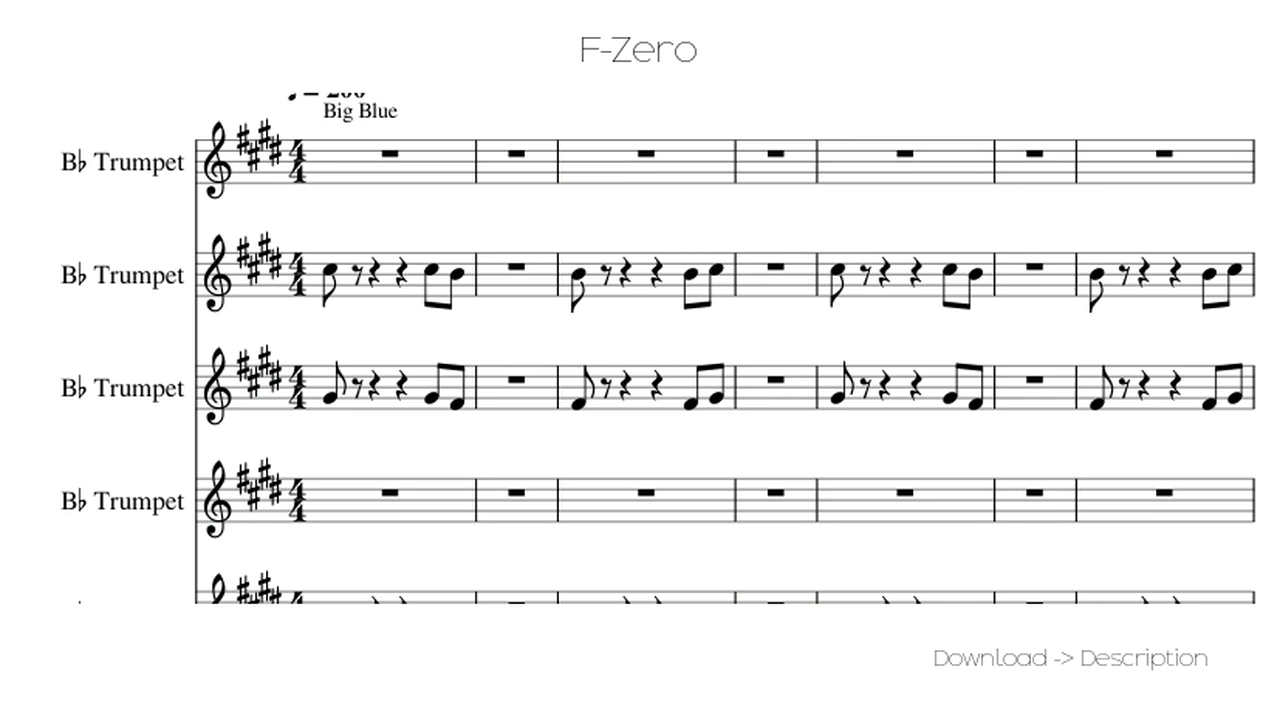 F-Zero
Big Blue
B♭ Trumpet
B♭ Trumpet
B♭ Trumpet
B♭ Trumpet
Download -> Description